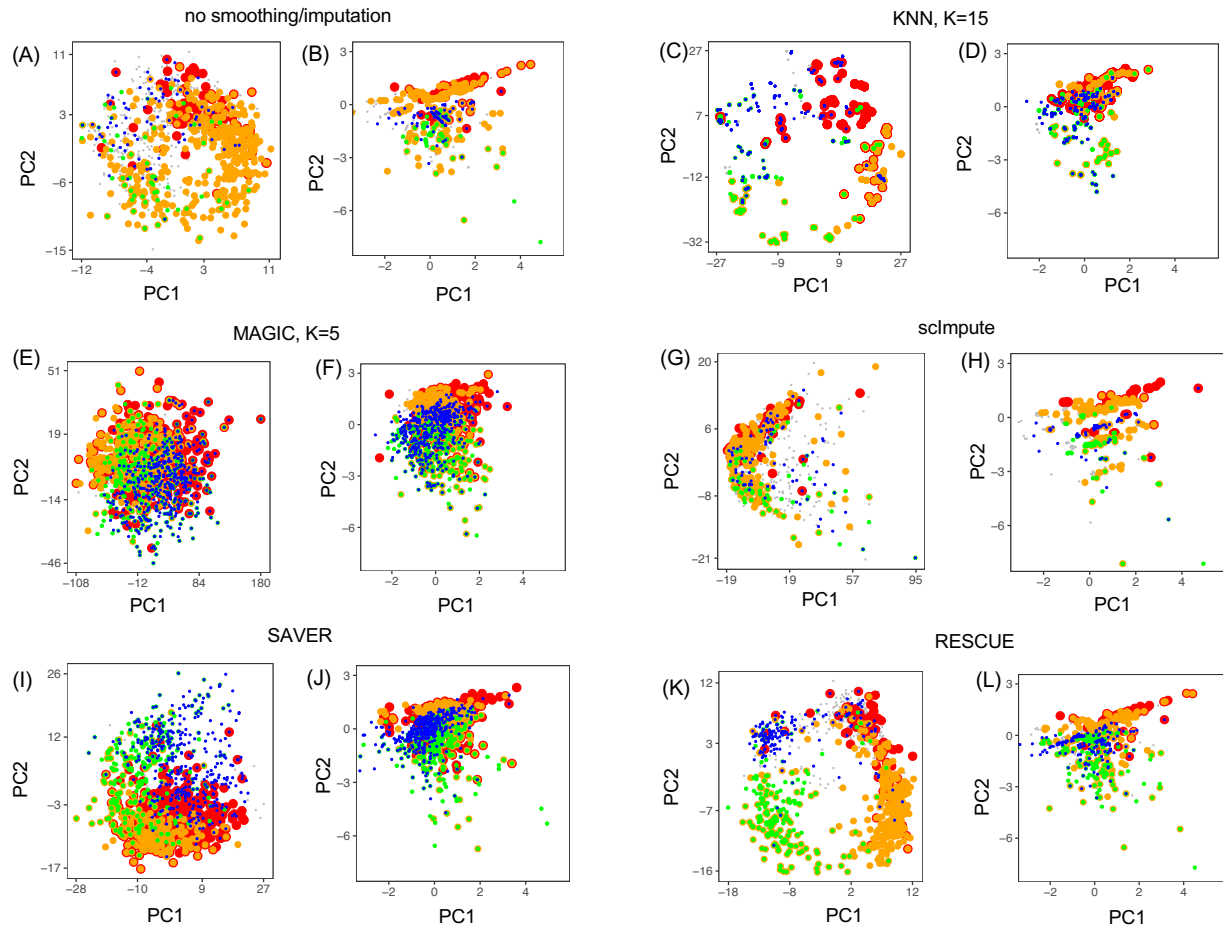 no smoothing/imputation
KNN, K=15
(A)
(B)
(C)
(D)
11
3
−6
−15
PC2
−12 −4 3 11
PC1
3
0
−3
−6
PC2
−2 0 2 4
PC1
27
7
−12
−32
PC2
−27 −9 9 27
PC1
3
0
−3
−6
PC2
−2 0 2 4
PC1
MAGIC, K=5
scImpute
(E)
(F)
(G)
(H)
51
19
−14
−46
PC2
−108 −12 84 180
PC1
3
0
−3
−6
PC2
−2 0 2 4
PC1
20
6
−8
−21
PC2
−19 19 57 95
PC1
3
0
−3
−6
PC2
−2 0 2 4
PC1
SAVER
RESCUE
(I)
(J)
(K)
(L)
26
12
−3
−17
PC2
−28 −10 9 27
PC1
3
0
−3
−6
PC2
−2 0 2 4
PC1
12
3
−7
−16
PC2
−18 −8 2 12
PC1
3
0
−3
−6
PC2
−2 0 2 4
PC1